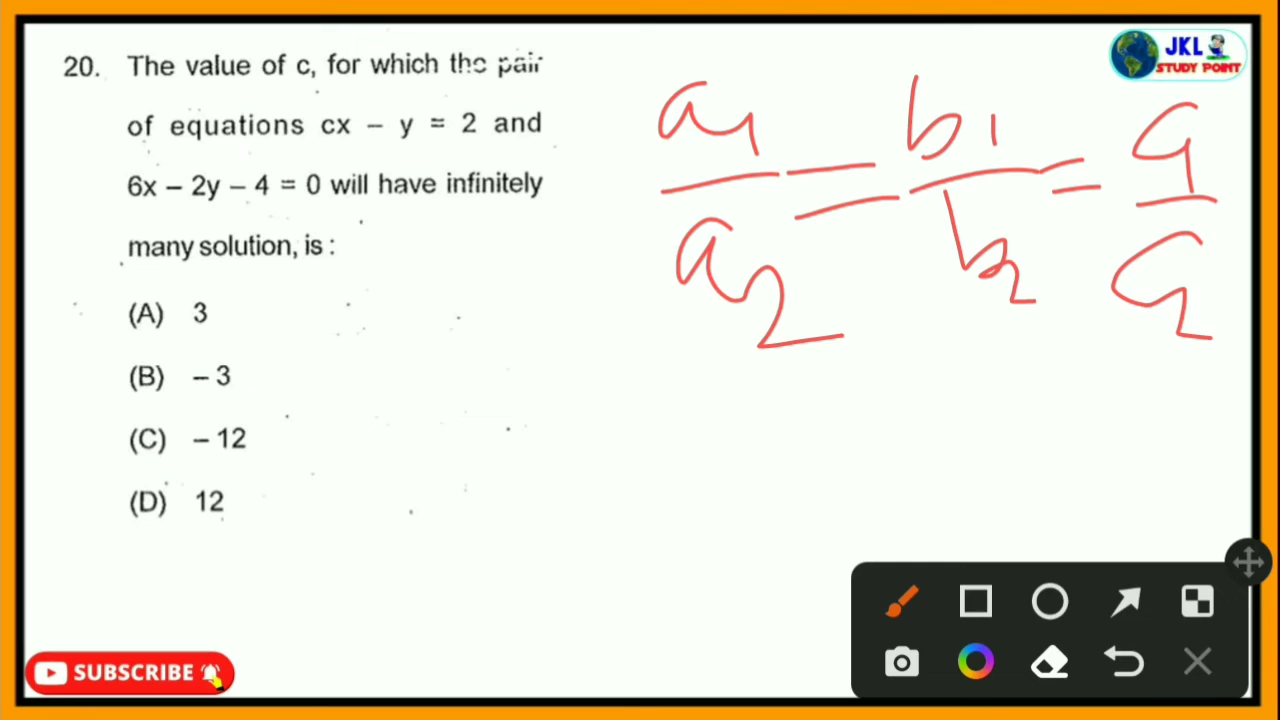 20. The value of c, for which the pair
of equations cx – y = 2 and
6x – 2y – 4 = 0 will have infinitely
many solution, is :
(A) 3
(B) – 3
(C) – 12
(D) 12
a1/a2 = b1/b2 = c1/c2
JKL
STUDY POINT
SUBSCRIBE